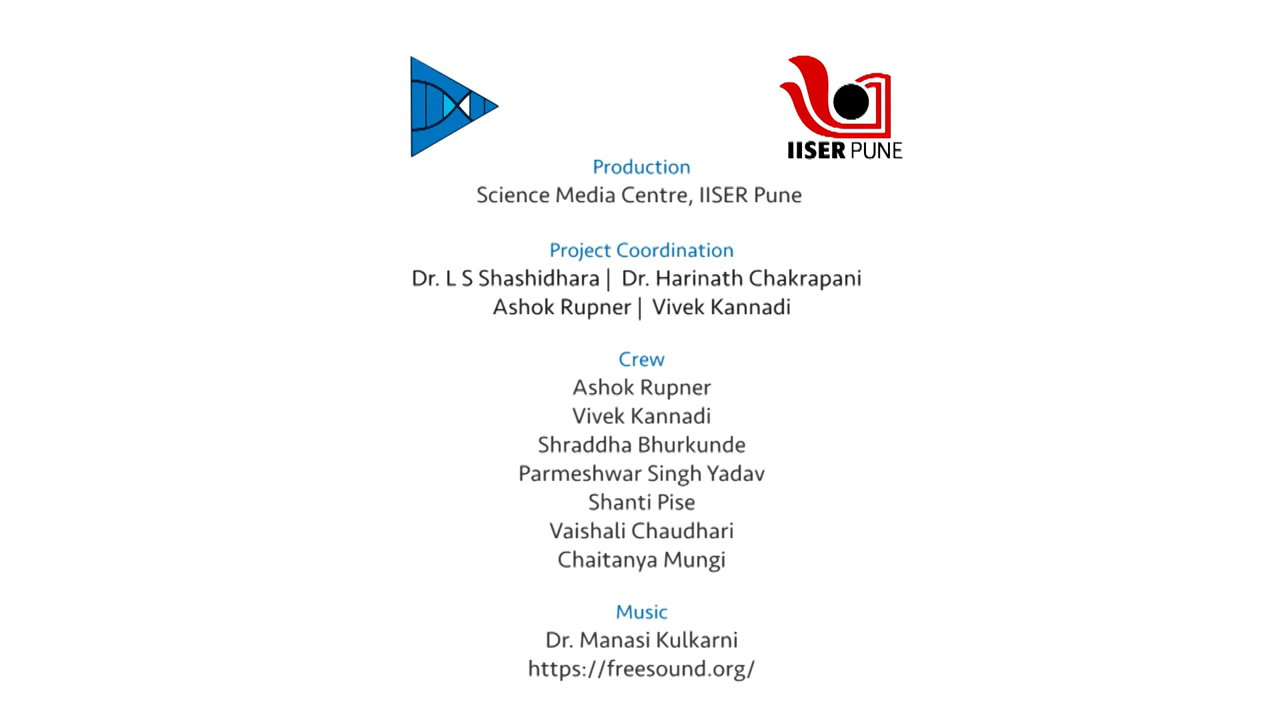 IISER PUNE
Production
Science Media Centre, IISER Pune
Project Coordination
Dr. L S Shashidhara | Dr. Harinath Chakrapani
Ashok Rupner | Vivek Kannadi
Crew
Ashok Rupner
Vivek Kannadi
Shraddha Bhurkunde
Parmeshwar Singh Yadav
Shanti Pise
Vaishali Chaudhari
Chaitanya Mungi
Music
Dr. Manasi Kulkarni
https://freesound.org/